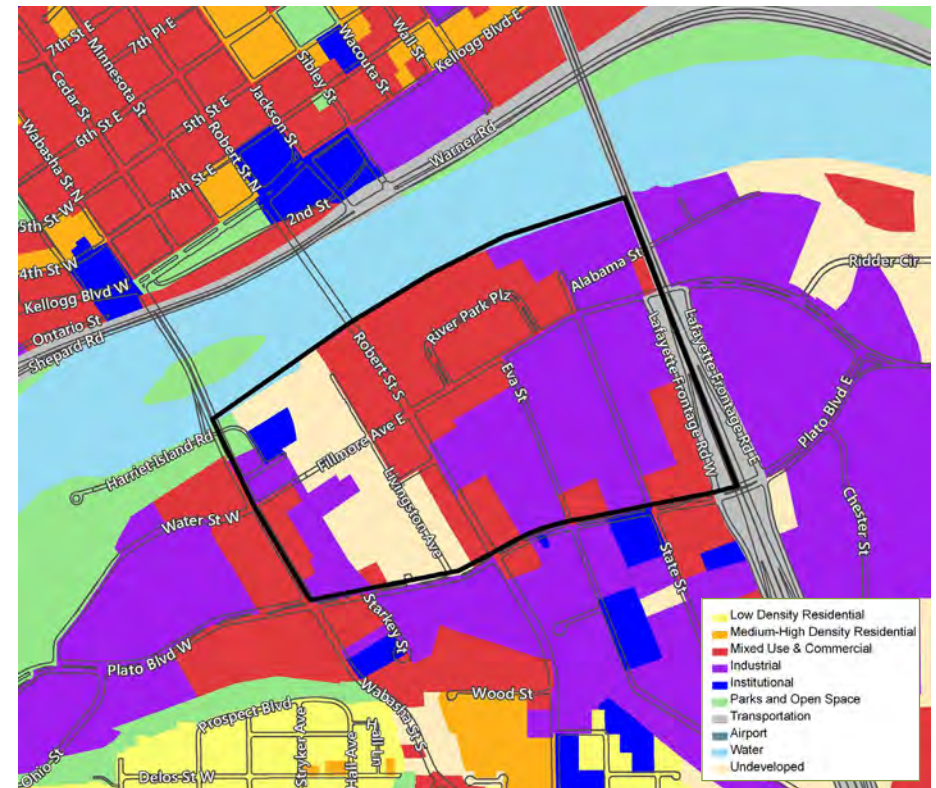 7th St E
Minnesota St
7th Pl E
Cedar St
Wabasha St N
6th St E
5th St E
Jackson St
Sibley St
Wacouta St
Wall St
Kellogg Blvd E
Robert St N
4th St E
Warner Rd
2nd St
5th St W
4th St W
Kellogg Blvd W
Ontario St
Shepard Rd
Ridder Cir
Alabama St
River Park Plz
Robert St S
Eva St
Lafayette Frontage Rd W
Lafayette Frontage Rd E
Plato Blvd E
Harriet Island Rd
Fillmore Ave E
Livingston Ave
Water St W
Chester St
State St
Starkey St
Plato Blvd W
Wabasha St S
Wood St
Prospect Blvd
Stryker Ave
Hall Ave
Hall Ln
Delos St W
Ohio St
Low Density Residential
Medium-High Density Residential
Mixed Use & Commercial
Industrial
Institutional
Parks and Open Space
Transportation
Airport
Water
Undeveloped